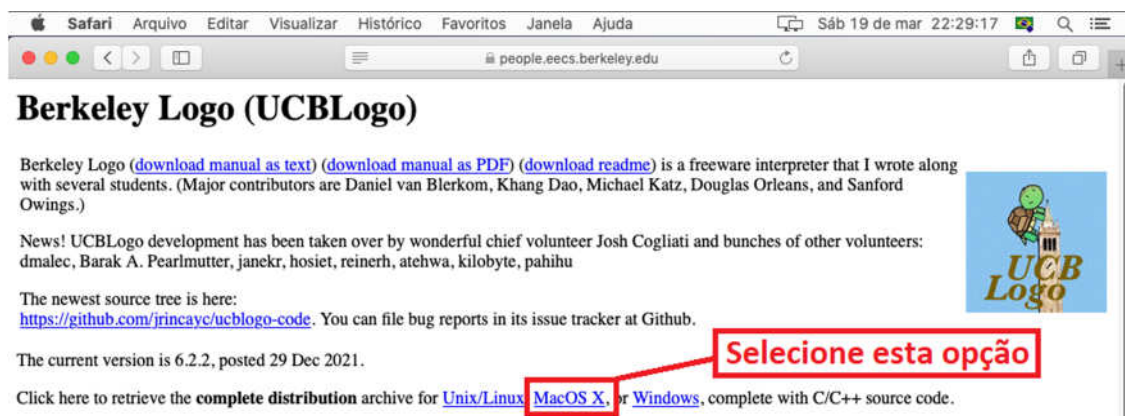 Safari Arquivo Editar Visualizar Histórico Favoritos Janela Ajuda Sáb 19 de mar 22:29:17
people.eecs.berkeley.edu
Berkeley Logo (UCBLogo)
Berkeley Logo (download manual as text) (download manual as PDF) (download readme) is a freeware interpreter that I wrote along
with several students. (Major contributors are Daniel van Blerkom, Khang Dao, Michael Katz, Douglas Orleans, and Sanford
Owings.)
UCB
Logo
News! UCBLogo development has been taken over by wonderful chief volunteer Josh Cogliati and bunches of other volunteers:
dmalec, Barak A. Pearlmutter, janekr, hosiet, reinerh, atehwa, kilobyte, pahihu
The newest source tree is here:
https://github.com/jrincayc/ucblogo-code. You can file bug reports in its issue tracker at Github.
The current version is 6.2.2, posted 29 Dec 2021.
Selecione esta opção
Click here to retrieve the complete distribution archive for Unix/Linux MacOS X, or Windows, complete with C/C++ source code.